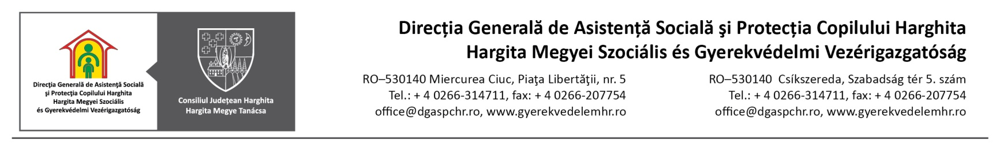 Direcția Generală de Asistență Socială şi Protecția Copilului Harghita
Hargita Megyei Szociális és Gyerekvédelmi Vezérigazgatóság
RO–530140 Miercurea Ciuc, Piaţa Libertăţii, nr. 5
Tel.: + 4 0266-314711, fax: + 4 0266-207754
office@dgaspchr.ro, www.gyerekvedelemhr.ro
RO–530140 Csíkszereda, Szabadság tér 5. szám
Tel.: + 4 0266-314711, fax: + 4 0266-207754
office@dgaspchr.ro, www.gyerekvedelemhr.ro
Direcţia Generală de Asistenţă Socială
şi Protecţia Copilului Harghita
Hargita Megyei Szociális
és Gyerekvédelmi Vezérigazgatóság
Consiliul Județean Harghita
Hargita Megye Tanácsa